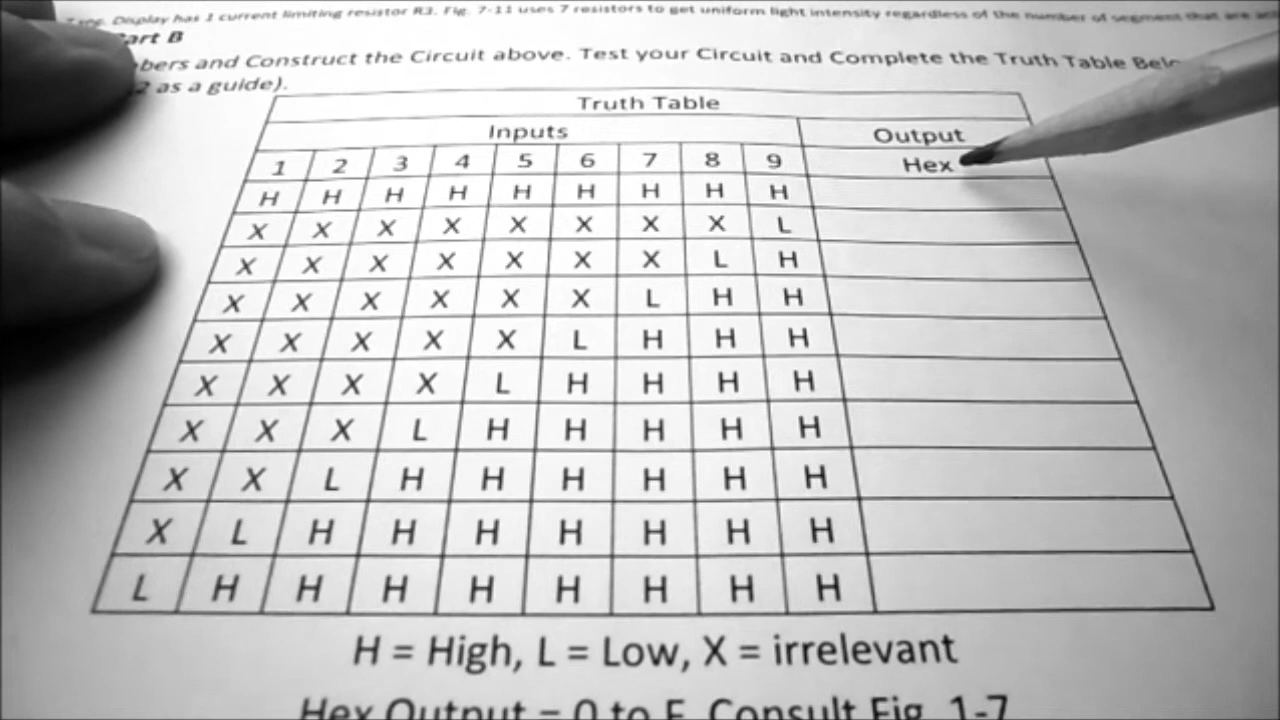 Display has 1 current limiting resistor R3. Fig. 7-11 uses 7 resistors to get uniform light intensity regardless of the number of segment that are
Part B
and Construct the Circuit above. Test your Circuit and Complete the Truth Table
as a guide).
Truth Table
Inputs Output
1 2 3 4 5 6 7 8 9 Hex
H H H H H H H H H
X X X X X X X X L
X X X X X X X L H
X X X X X X L H H
X X X X X L H H H
X X X X L H H H H
X X X L H H H H H
X X L H H H H H H
X L H H H H H H H
L H H H H H H H H
H = High, L = Low, X = irrelevant
Hex Output = 0 to F. Consult Fig. 1-7